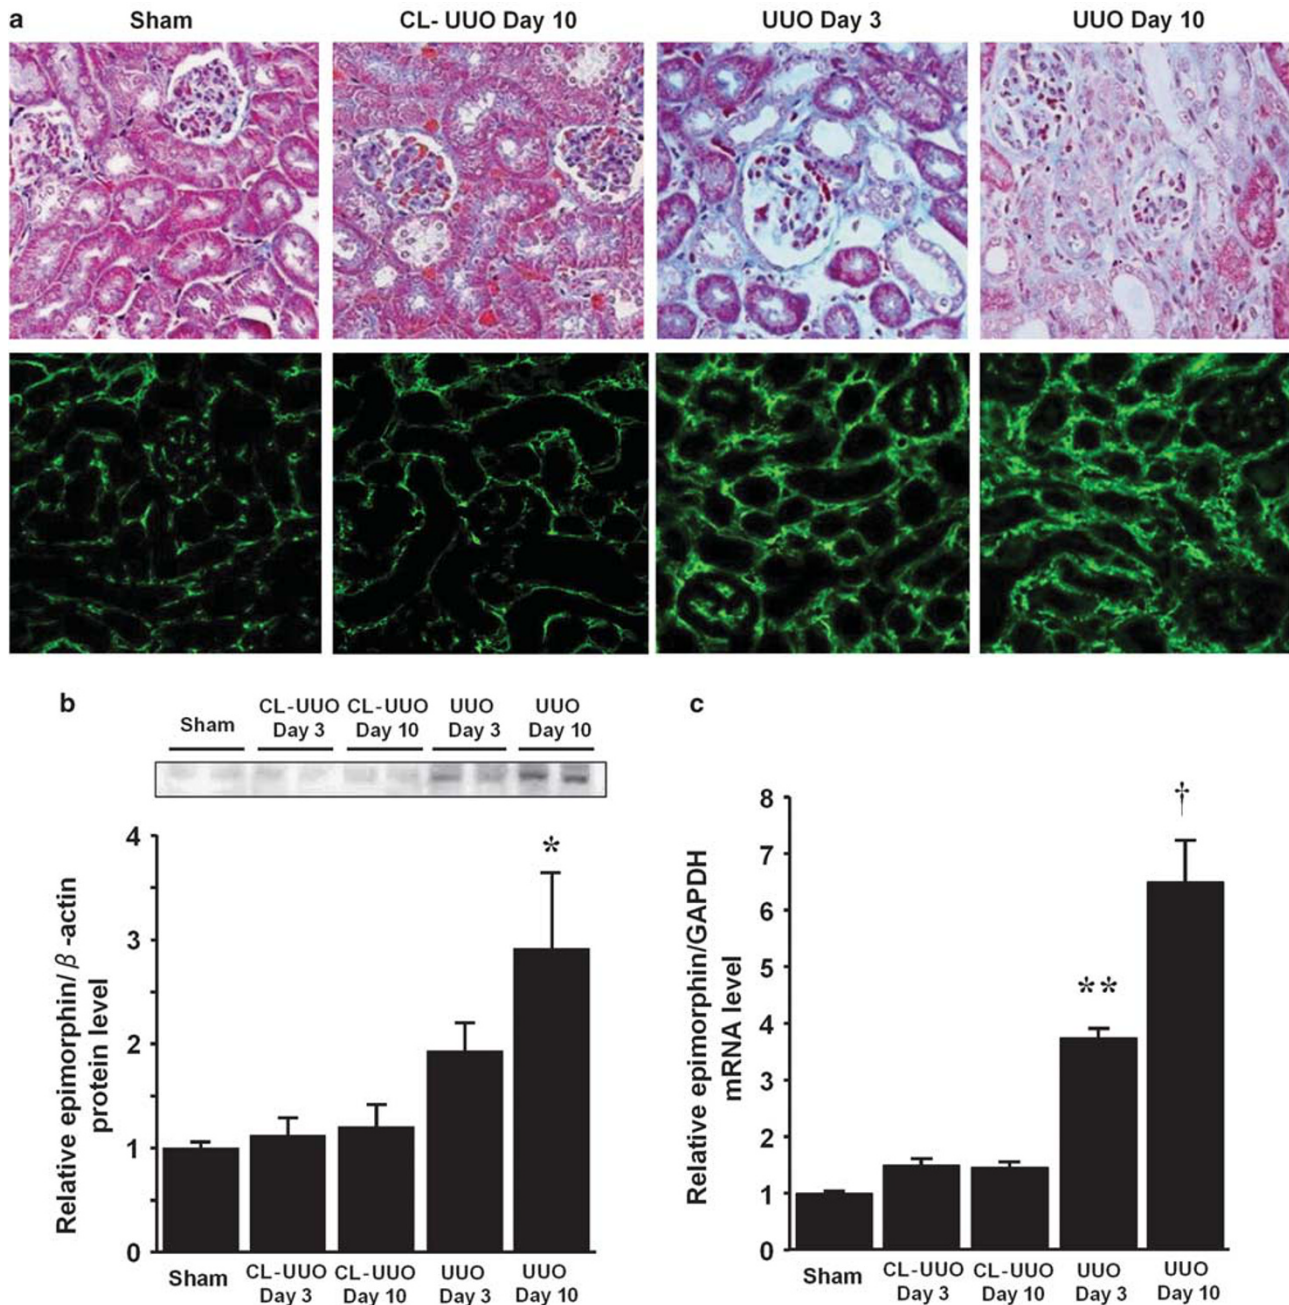 a
Sham
CL- UUO Day 10
UUO Day 3
UUO Day 10
b
Sham
CL-UUO
Day 3
CL-UUO
Day 10
UUO
Day 3
UUO
Day 10
Relative epimorphin/β-actin
protein level
4
3
2
1
0
*
Sham
CL-UUO
Day 3
CL-UUO
Day 10
UUO
Day 3
UUO
Day 10
c
Relative epimorphin/GAPDH
mRNA level
8
7
6
5
4
3
2
1
0
**
†
Sham
CL-UUO
Day 3
CL-UUO
Day 10
UUO
Day 3
UUO
Day 10